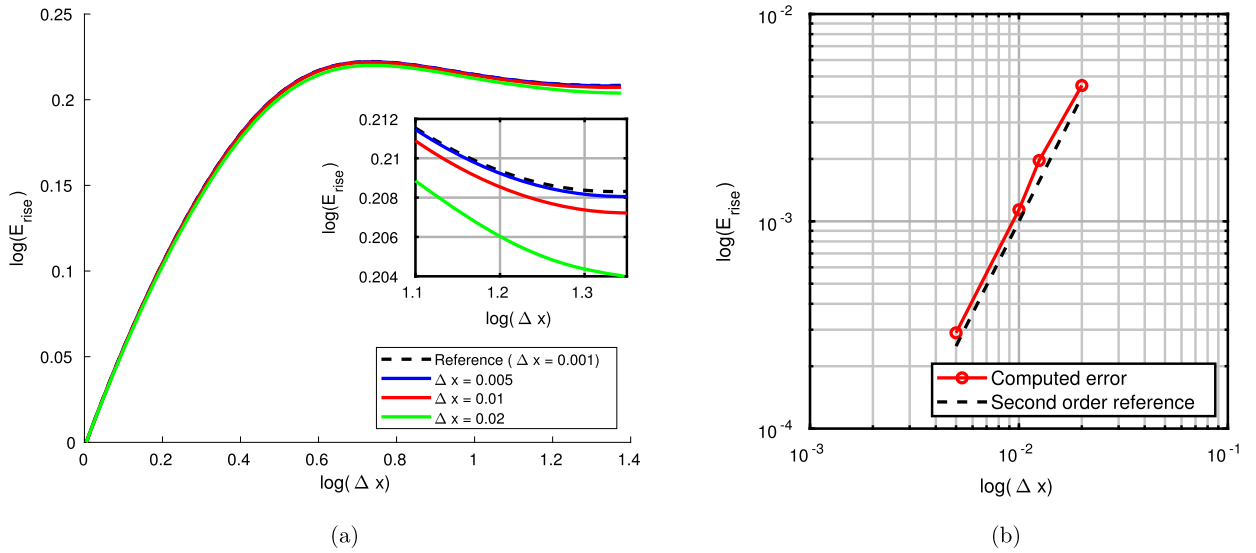 0.25
0.2
0.15
0.1
0.05
0
0 0.2 0.4 0.6 0.8 1 1.2 1.4
log(E_rise)
log(Δ x)
0.212
0.21
0.208
0.206
0.204
1.1 1.2 1.3
log(E_rise)
log(Δ x)
Reference ( Δ x = 0.001)
Δ x = 0.005
Δ x = 0.01
Δ x = 0.02
(a)
10^-2
10^-3
10^-4
10^-3 10^-2 10^-1
log(E_rise)
log(Δ x)
Computed error
Second order reference
(b)